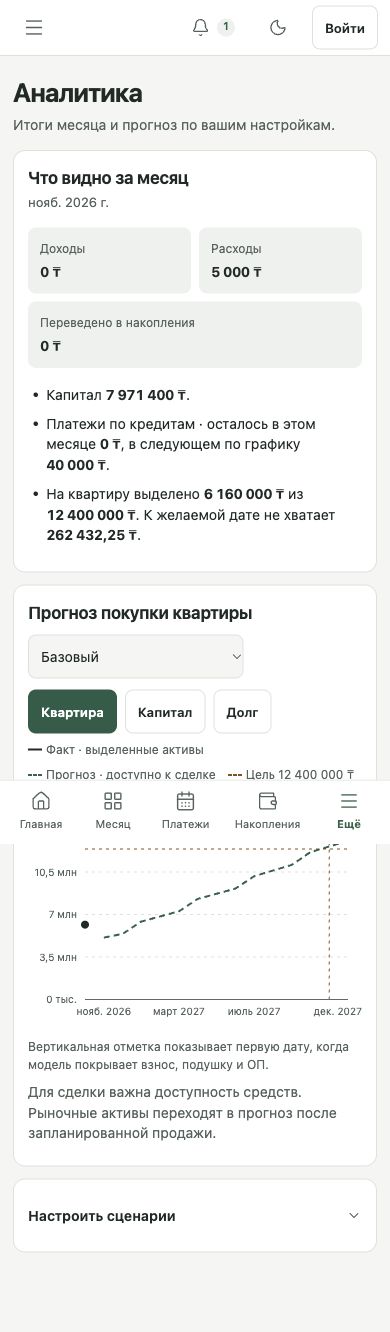 1
Войти
Аналитика
Итоги месяца и прогноз по вашим настройкам.
Что видно за месяц
нояб. 2026 г.
Доходы
0 ₸
Расходы
5 000 ₸
Переведено в накопления
0 ₸
• Капитал 7 971 400 ₸.
• Платежи по кредитам · осталось в этом
месяце 0 ₸, в следующем по графику
40 000 ₸.
• На квартиру выделено 6 160 000 ₸ из
12 400 000 ₸. К желаемой дате не хватает
262 432,25 ₸.
Прогноз покупки квартиры
Базовый
Квартира
Капитал
Долг
Факт · выделенные активы
Прогноз · доступно к сделке
Цель 12 400 000 ₸
Главная
Месяц
Платежи
Накопления
Ещё
10,5 млн
7 млн
3,5 млн
0 тыс.
нояб. 2026
март 2027
июль 2027
дек. 2027
Вертикальная отметка показывает первую дату, когда
модель покрывает взнос, подушку и ОП.
Для сделки важна доступность средств.
Рыночные активы переходят в прогноз после
запланированной продажи.
Настроить сценарии